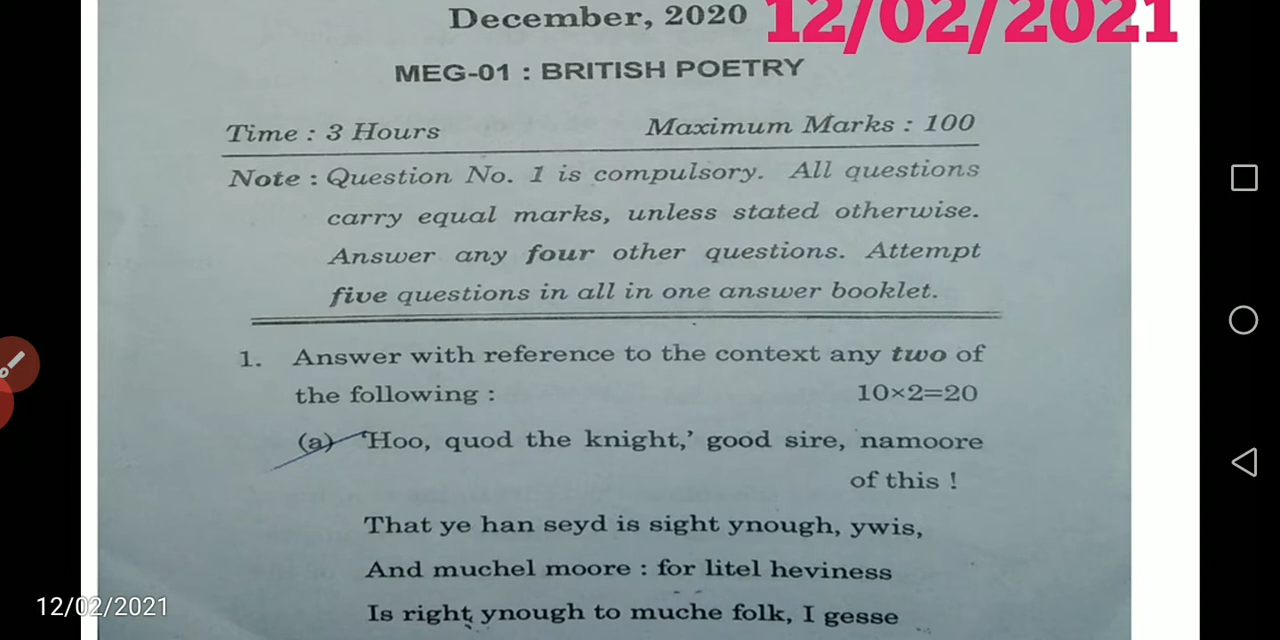 December, 2020 12/02/2021
MEG-01 : BRITISH POETRY
Time : 3 Hours Maximum Marks : 100
Note : Question No. 1 is compulsory. All questions
carry equal marks, unless stated otherwise.
Answer any four other questions. Attempt
five questions in all in one answer booklet.
1. Answer with reference to the context any two of
the following : 10×2=20
(a) 'Hoo, quod the knight,' good sire, namoore
of this !
That ye han seyd is sight ynough, ywis,
And muchel moore : for litel heviness
Is right ynough to muche folk, I gesse
12/02/2021